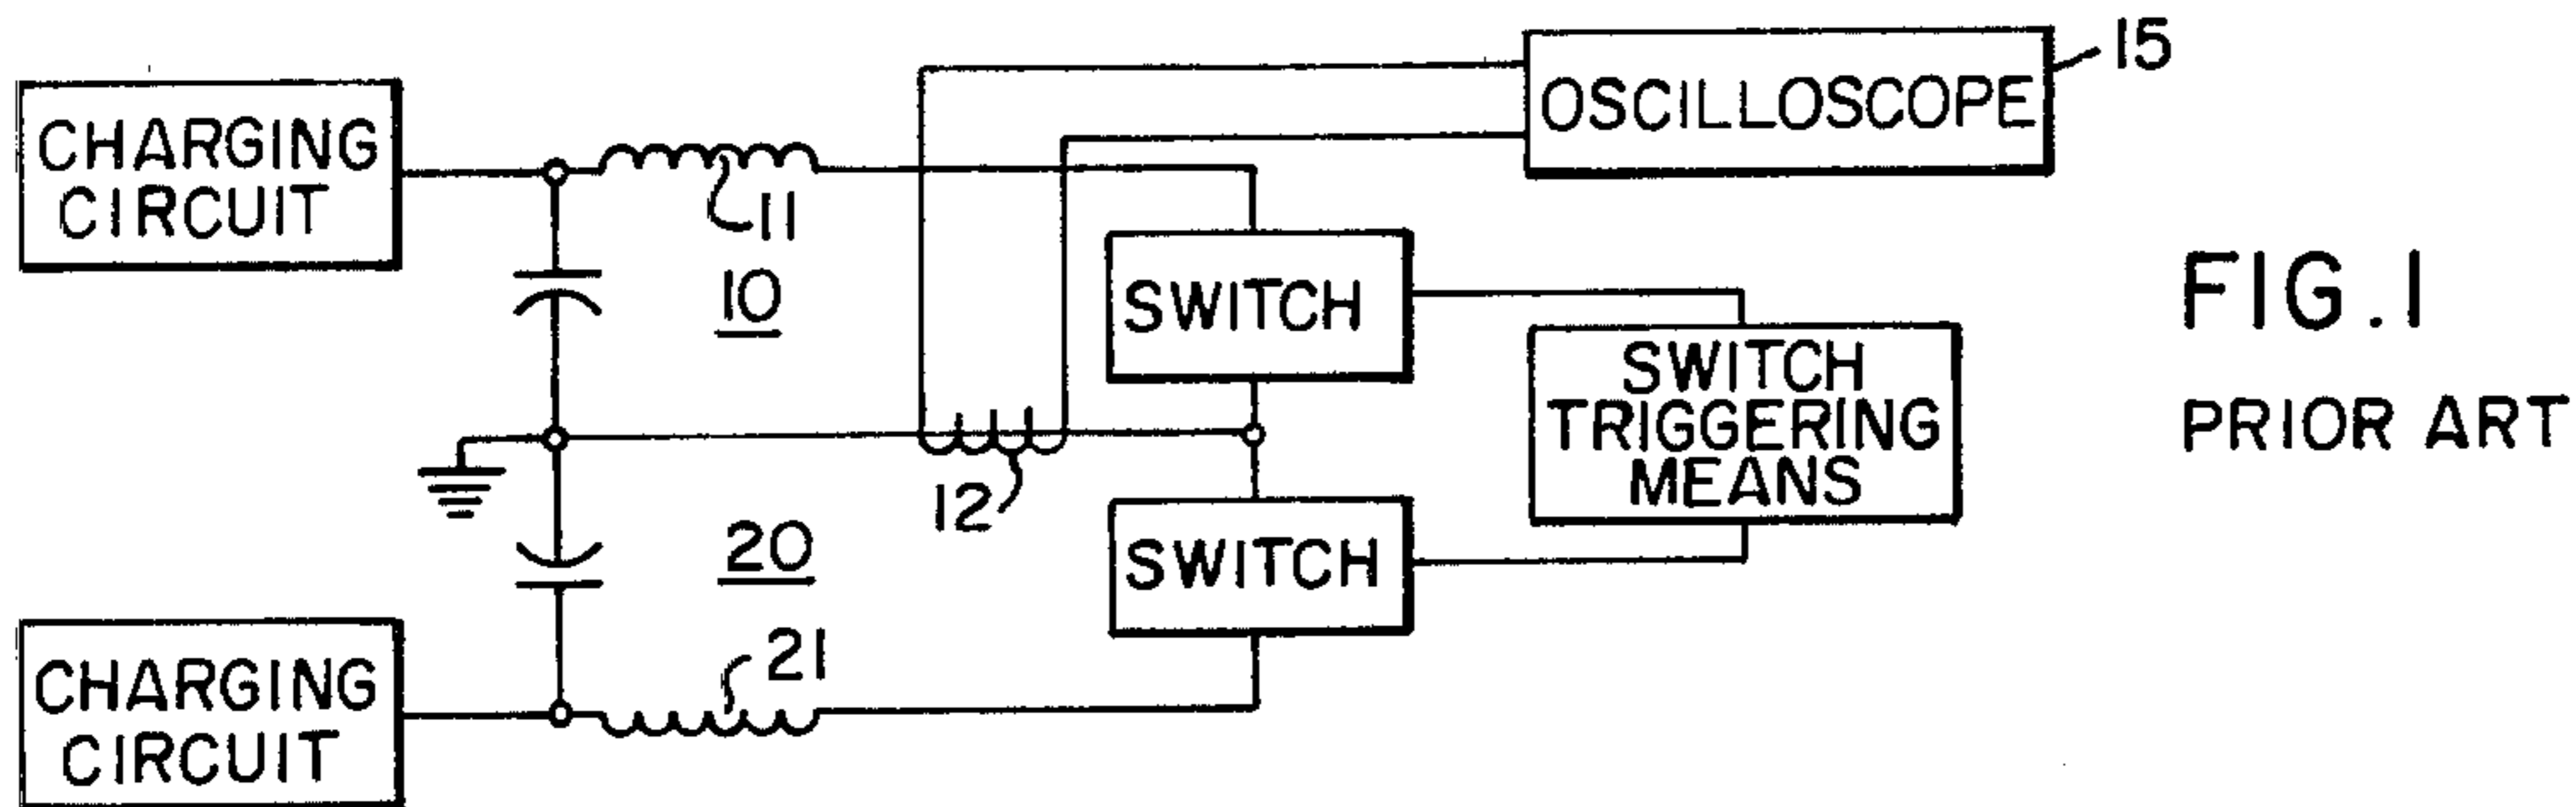 15
OSCILLOSCOPE
CHARGING
CIRCUIT
11
10
SWITCH
FIG.1
PRIOR ART
SWITCH
TRIGGERING
MEANS
12
20
SWITCH
21
CHARGING
CIRCUIT